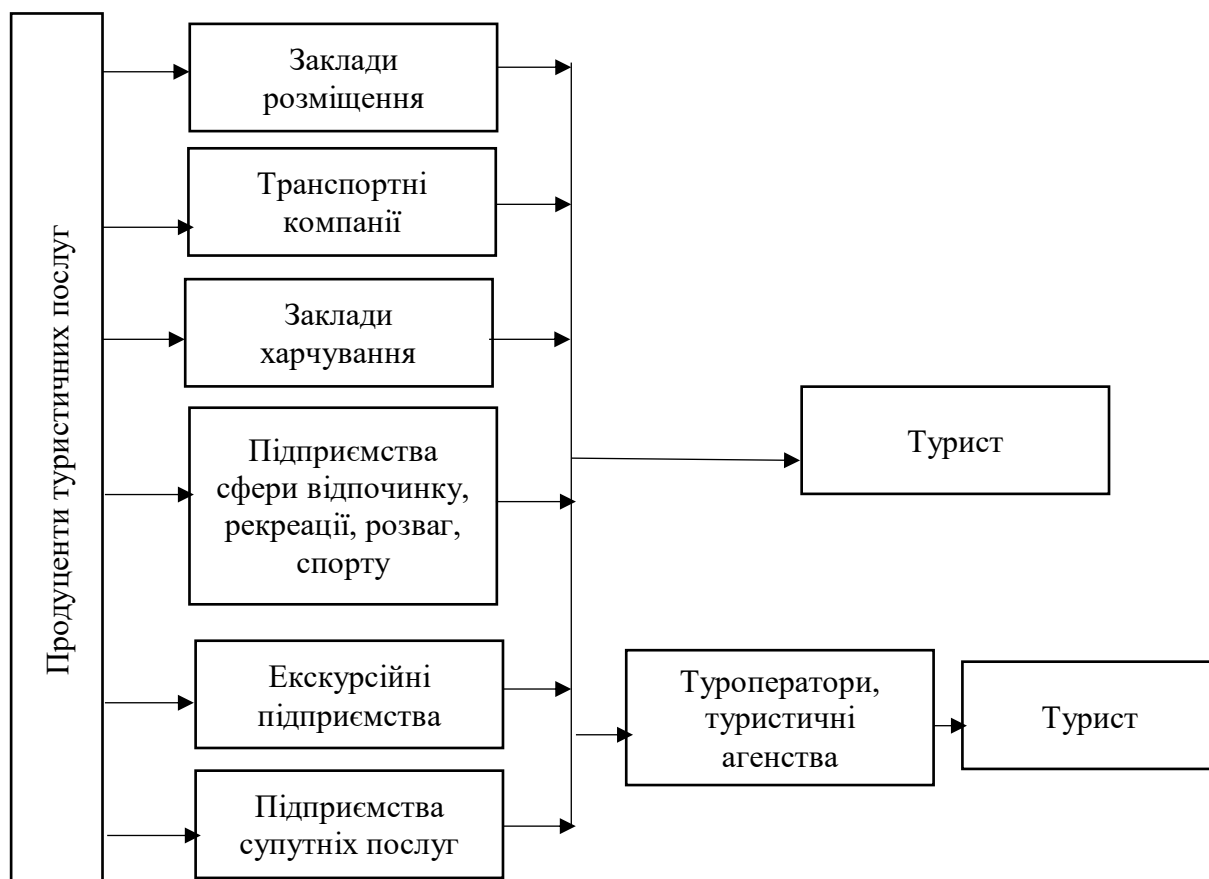 Продуценти туристичних послуг
Заклади
розміщення
Транспортні
компанії
Заклади
харчування
Підприємства
сфери відпочинку,
рекреації, розваг,
спорту
Екскурсійні
підприємства
Підприємства
супутніх послуг
Турист
Туроператори,
туристичні
агенства
Турист